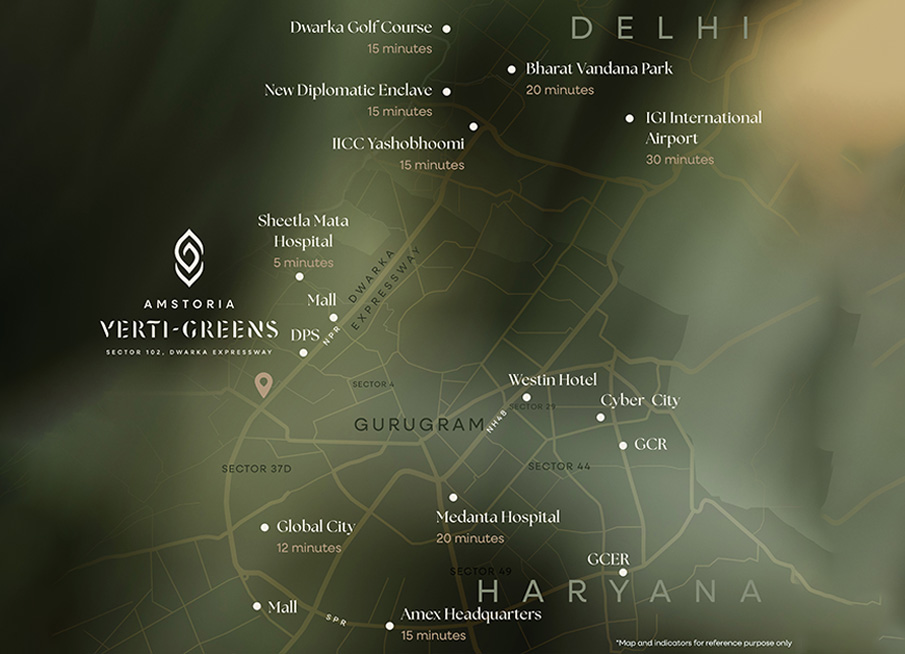 DELHI
Dwarka Golf Course
15 minutes
Bharat Vandana Park
20 minutes
New Diplomatic Enclave
15 minutes
IGI International
Airport
30 minutes
IICC Yashobhoomi
15 minutes
Sheetla Mata
Hospital
5 minutes
DWARKA
EXPRESSWAY
Mall
AMSTORIA
VERTI-GREENS
SECTOR 102, DWARKA EXPRESSWAY
DPS
NPR
SECTOR 4
Westin Hotel
SECTOR 29
Cyber City
GURUGRAM
NH48
GCR
SECTOR 37D
SECTOR 44
Medanta Hospital
20 minutes
Global City
12 minutes
GCER
SECTOR 49
HARYANA
Mall
SPR
Amex Headquarters
15 minutes
*Map and indicators for reference purpose only